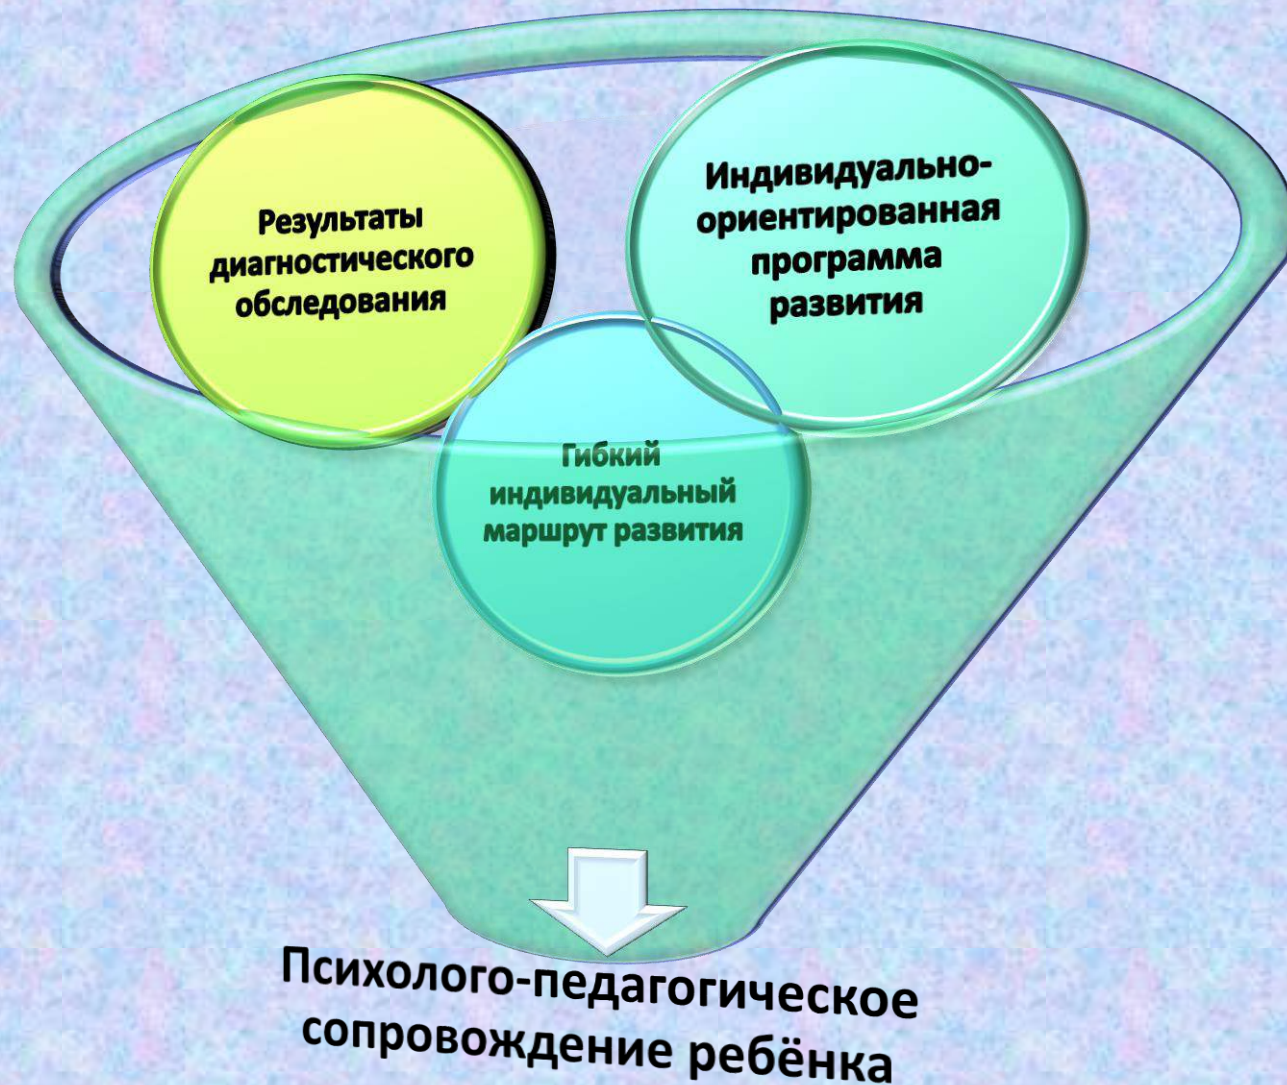 Результаты
диагностического
обследования
Индивидуально-
ориентированная
программа
развития
Гибкий
индивидуальный
маршрут развития
Психолого-педагогическое
сопровождение ребёнка